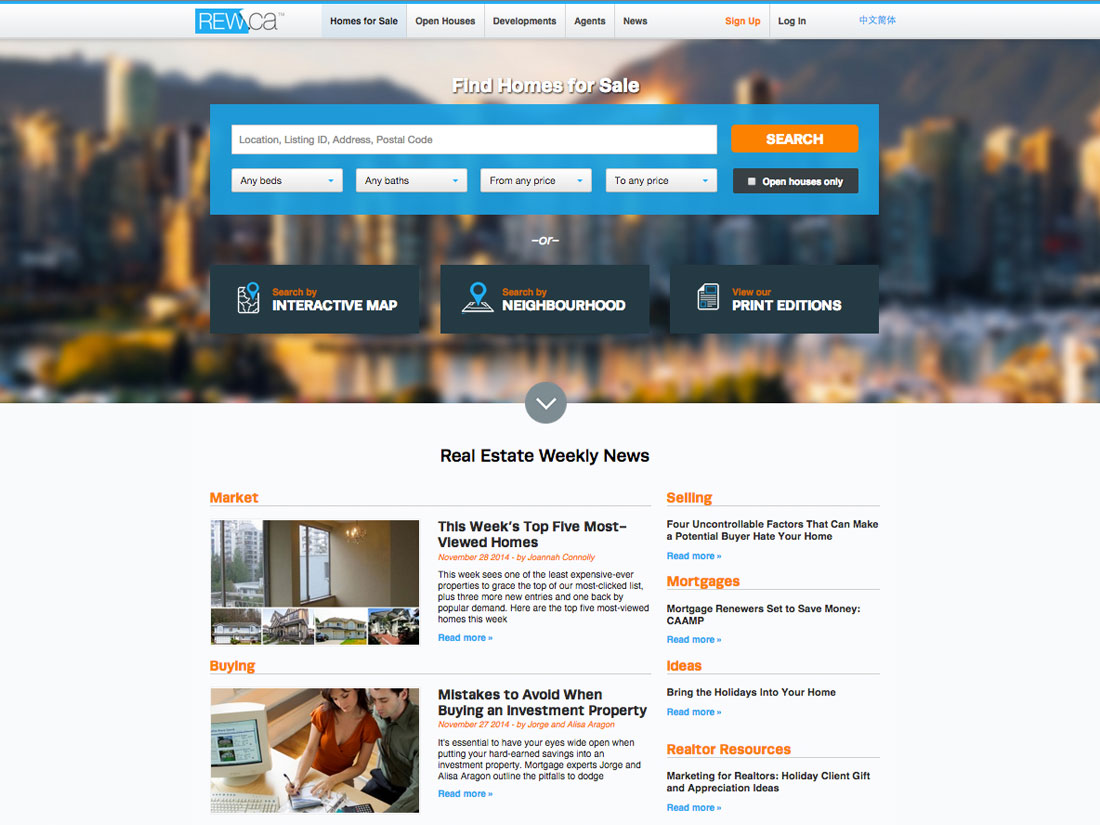 REW.ca™
Homes for Sale
Open Houses
Developments
Agents
News
Sign Up
Log In
中文简体
Find Homes for Sale
Location, Listing ID, Address, Postal Code
SEARCH
Any beds
Any baths
From any price
To any price
Open houses only
–or–
Search by
INTERACTIVE MAP
Search by
NEIGHBOURHOOD
View our
PRINT EDITIONS
Real Estate Weekly News
Market
This Week's Top Five Most–
Viewed Homes
November 28 2014 - by Joannah Connolly
This week sees one of the least expensive-ever
properties to grace the top of our most-clicked list,
plus three more new entries and one back by
popular demand. Here are the top five most-viewed
homes this week
Read more »
Buying
Mistakes to Avoid When
Buying an Investment Property
November 27 2014 - by Jorge and Alisa Aragon
It's essential to have your eyes wide open when
putting your hard-earned savings into an
investment property. Mortgage experts Jorge and
Alisa Aragon outline the pitfalls to dodge
Read more »
Selling
Four Uncontrollable Factors That Can Make
a Potential Buyer Hate Your Home
Read more »
Mortgages
Mortgage Renewers Set to Save Money:
CAAMP
Read more »
Ideas
Bring the Holidays Into Your Home
Read more »
Realtor Resources
Marketing for Realtors: Holiday Client Gift
and Appreciation Ideas
Read more »